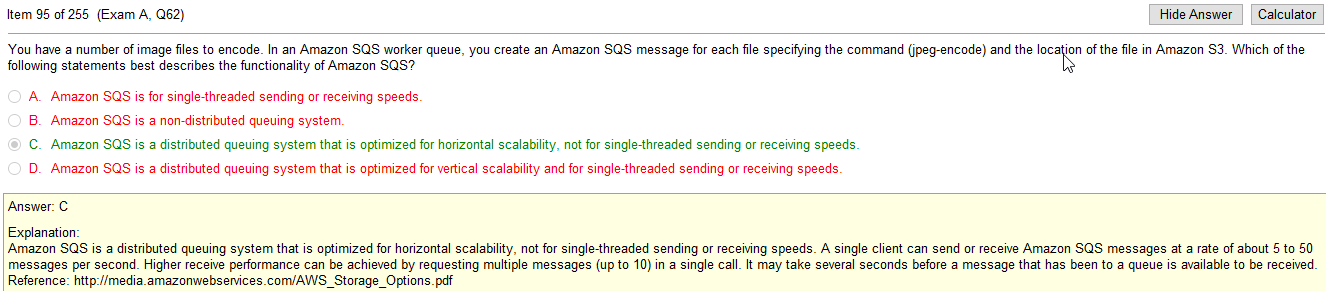 Item 95 of 255 (Exam A, Q62)
Hide Answer
Calculator
You have a number of image files to encode. In an Amazon SQS worker queue, you create an Amazon SQS message for each file specifying the command (jpeg-encode) and the location of the file in Amazon S3. Which of the
following statements best describes the functionality of Amazon SQS?
A. Amazon SQS is for single-threaded sending or receiving speeds.
B. Amazon SQS is a non-distributed queuing system.
C. Amazon SQS is a distributed queuing system that is optimized for horizontal scalability, not for single-threaded sending or receiving speeds.
D. Amazon SQS is a distributed queuing system that is optimized for vertical scalability and for single-threaded sending or receiving speeds.
Answer: C
Explanation:
Amazon SQS is a distributed queuing system that is optimized for horizontal scalability, not for single-threaded sending or receiving speeds. A single client can send or receive Amazon SQS messages at a rate of about 5 to 50
messages per second. Higher receive performance can be achieved by requesting multiple messages (up to 10) in a single call. It may take several seconds before a message that has been to a queue is available to be received.
Reference: http://media.amazonwebservices.com/AWS_Storage_Options.pdf